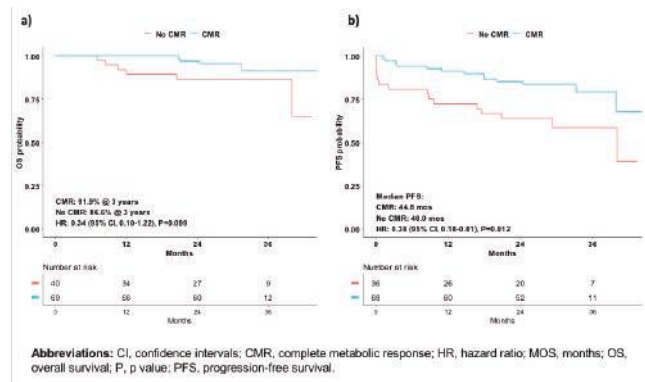 a)
No CMR CMR
1.00
0.75
0.50
0.25
0.00
OS probability
CMR: 91.9% @ 3 years
No CMR: 86.6% @ 3 years
HR: 0.34 (95% CI, 0.10-1.22), P=0.095
0 12 24 36
Months
Number at risk
40 34 27 9
69 66 60 12
0 12 24 36
Months
b)
No CMR CMR
1.00
0.75
0.50
0.25
0.00
PFS probability
Median PFS:
CMR: 44.8 mos
No CMR: 40.0 mos
HR: 0.38 (95% CI, 0.18-0.81), P=0.012
0 12 24 36
Months
Number at risk
36 26 20 7
68 60 52 11
0 12 24 36
Months
Abbreviations: CI, confidence intervals; CMR, complete metabolic response; HR, hazard ratio; MOS, months; OS,
overall survival; P, p value; PFS, progression-free survival.